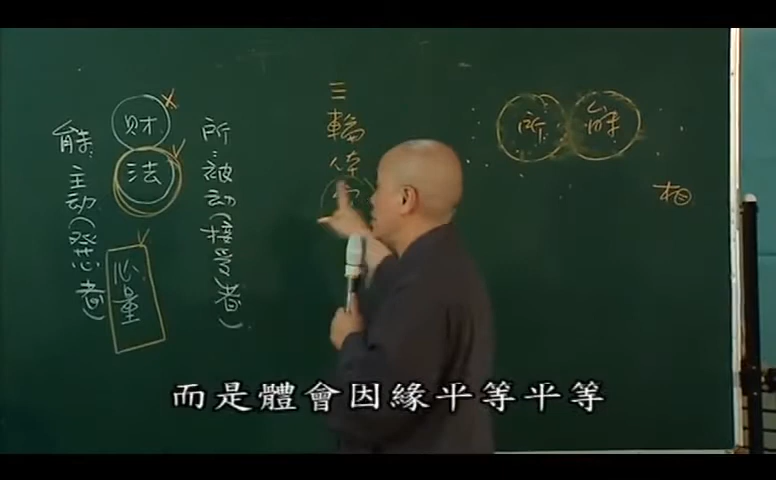 三輪体空
所:被动(接受者)
財
法
能:主动(發心者)
心量
所 能
相
而是體會因緣平等平等